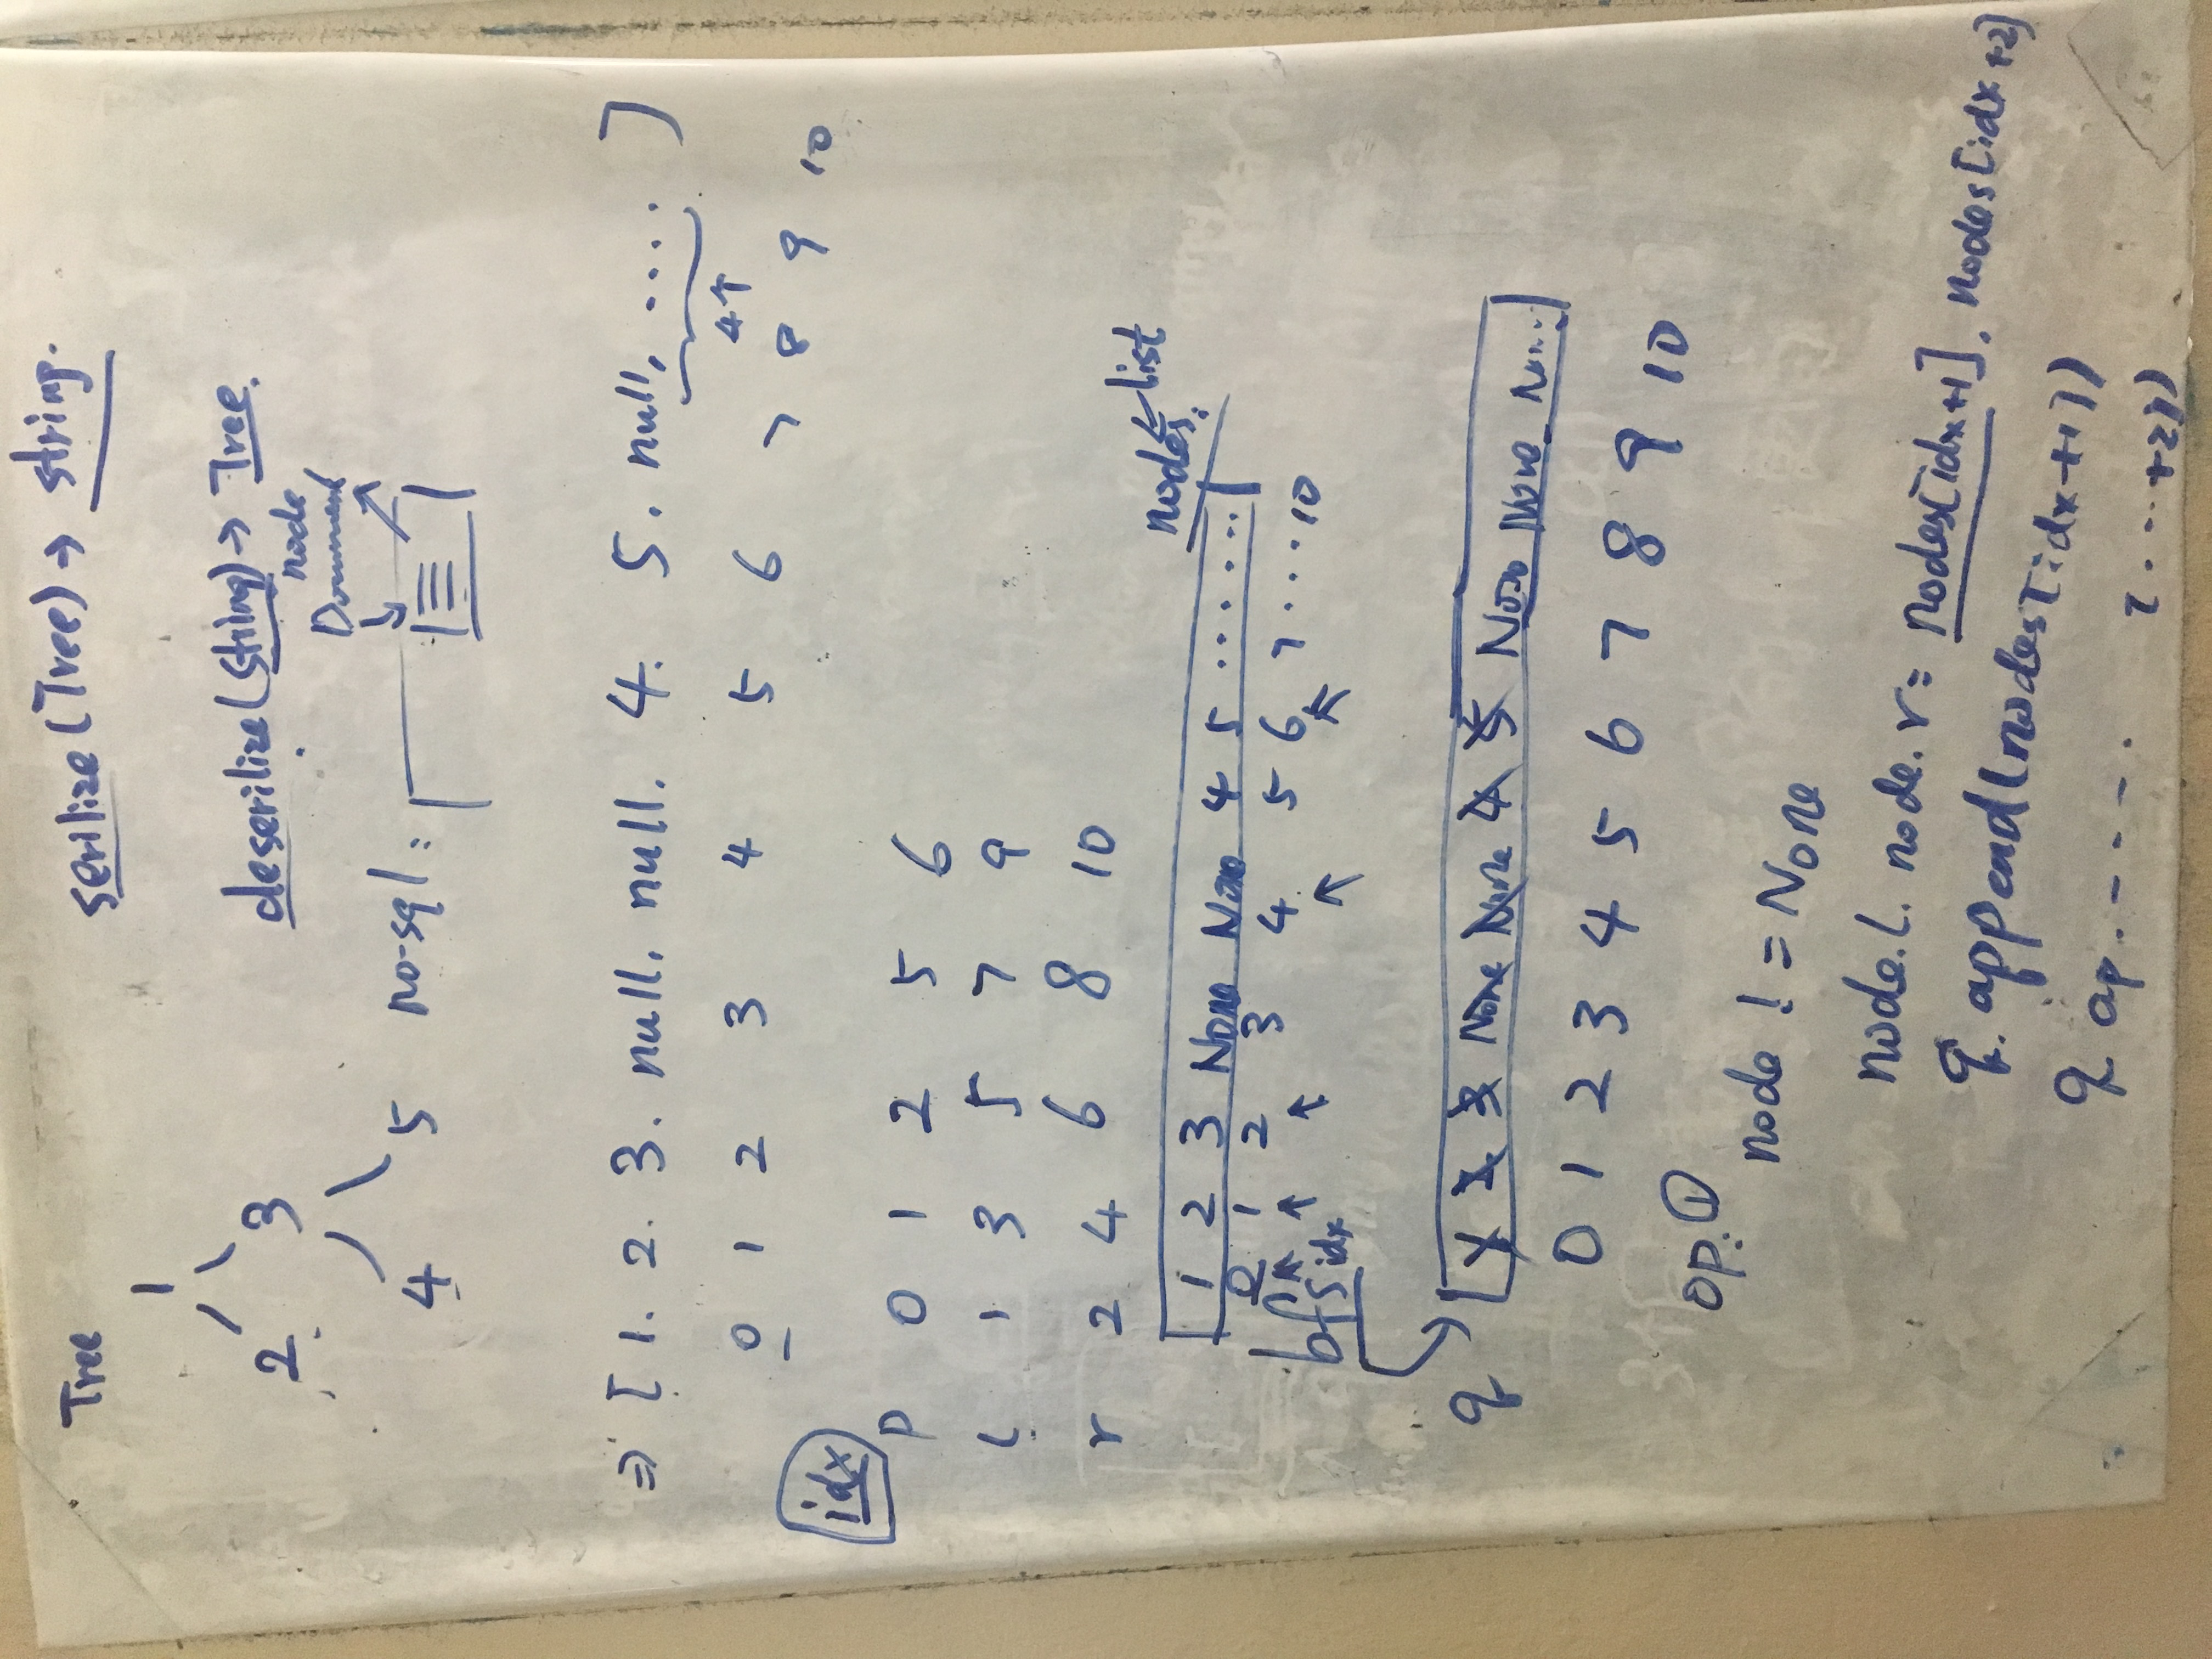 Tree
serilize(Tree) → string.
1
2 3
4 5
deserilize(string) → Tree.
node
Document
no-sql:
⇒ [1. 2. 3. null. null. 4. 5. null, ....]
4个
0 1 2 3 4 5 6 7 8 9 10
idx
p 0 1 2 5 6
l 1 3 5 7 9
r 2 4 6 8 10
nodes. ← list
1 2 3 None None 4 5 ......
0 1 2 3 4 5 6 7...10
bfs idx
q 1 2 3 None None 4 5 None None No...
0 1 2 3 4 5 6 7 8 9 10
op: ①
node != None
node.l. node.r = nodes[idx+1]. nodes[idx+2]
q.append(nodes[idx+1])
q ap.----. [...+2])